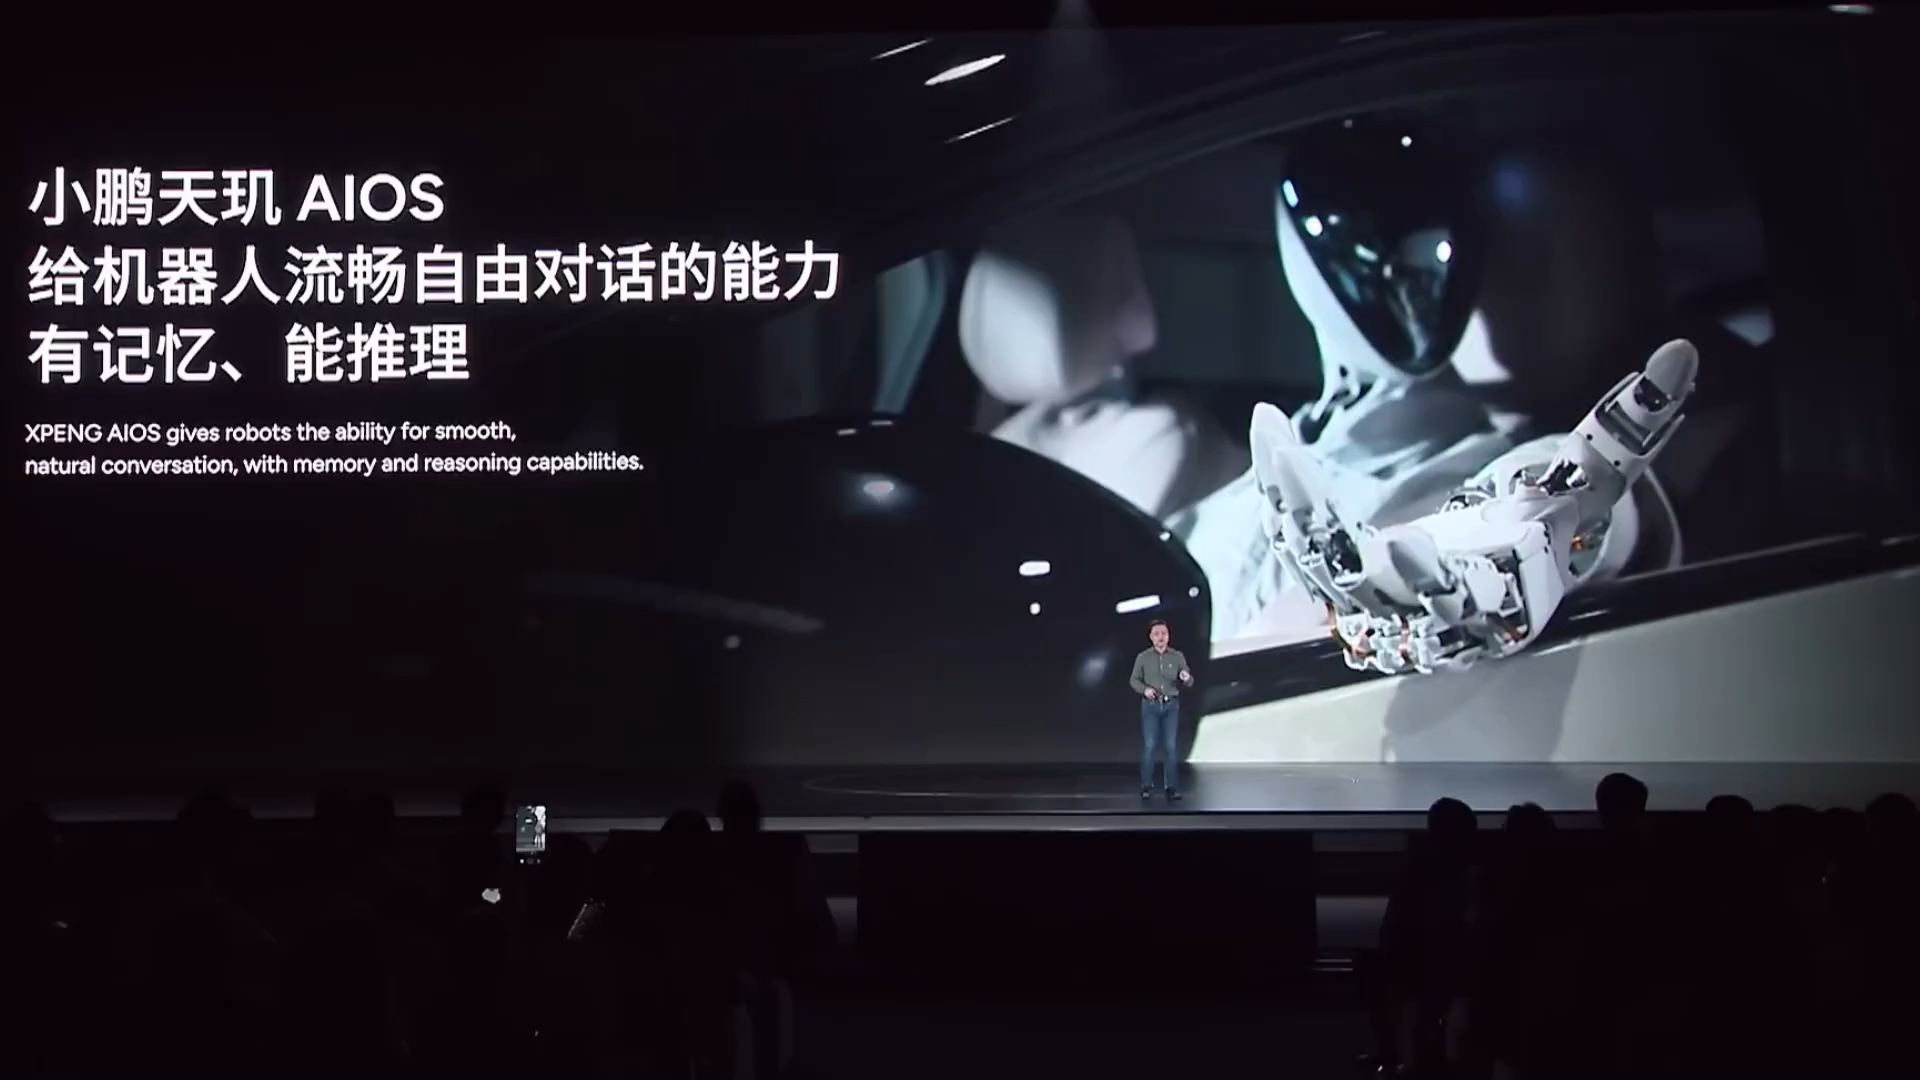 小鹏天玑 AIOS
给机器人流畅自由对话的能力
有记忆、能推理
XPENG AIOS gives robots the ability for smooth,
natural conversation, with memory and reasoning capabilities.